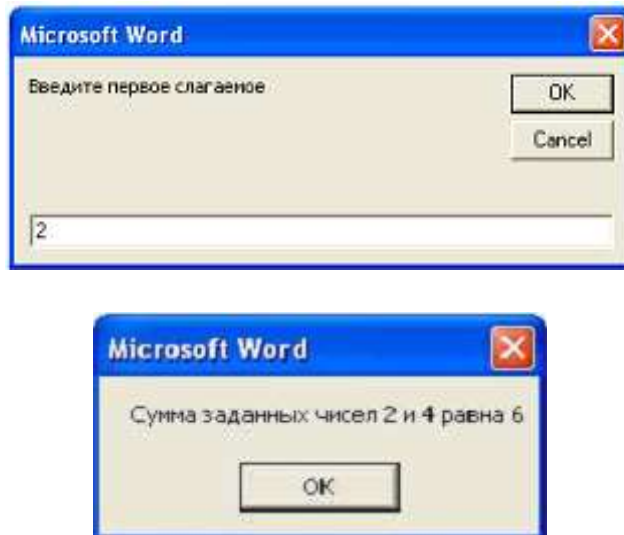 Microsoft Word
Введите первое слагаемое
OK
Cancel
2
Microsoft Word
Сумма заданных чисел 2 и 4 равна 6
OK